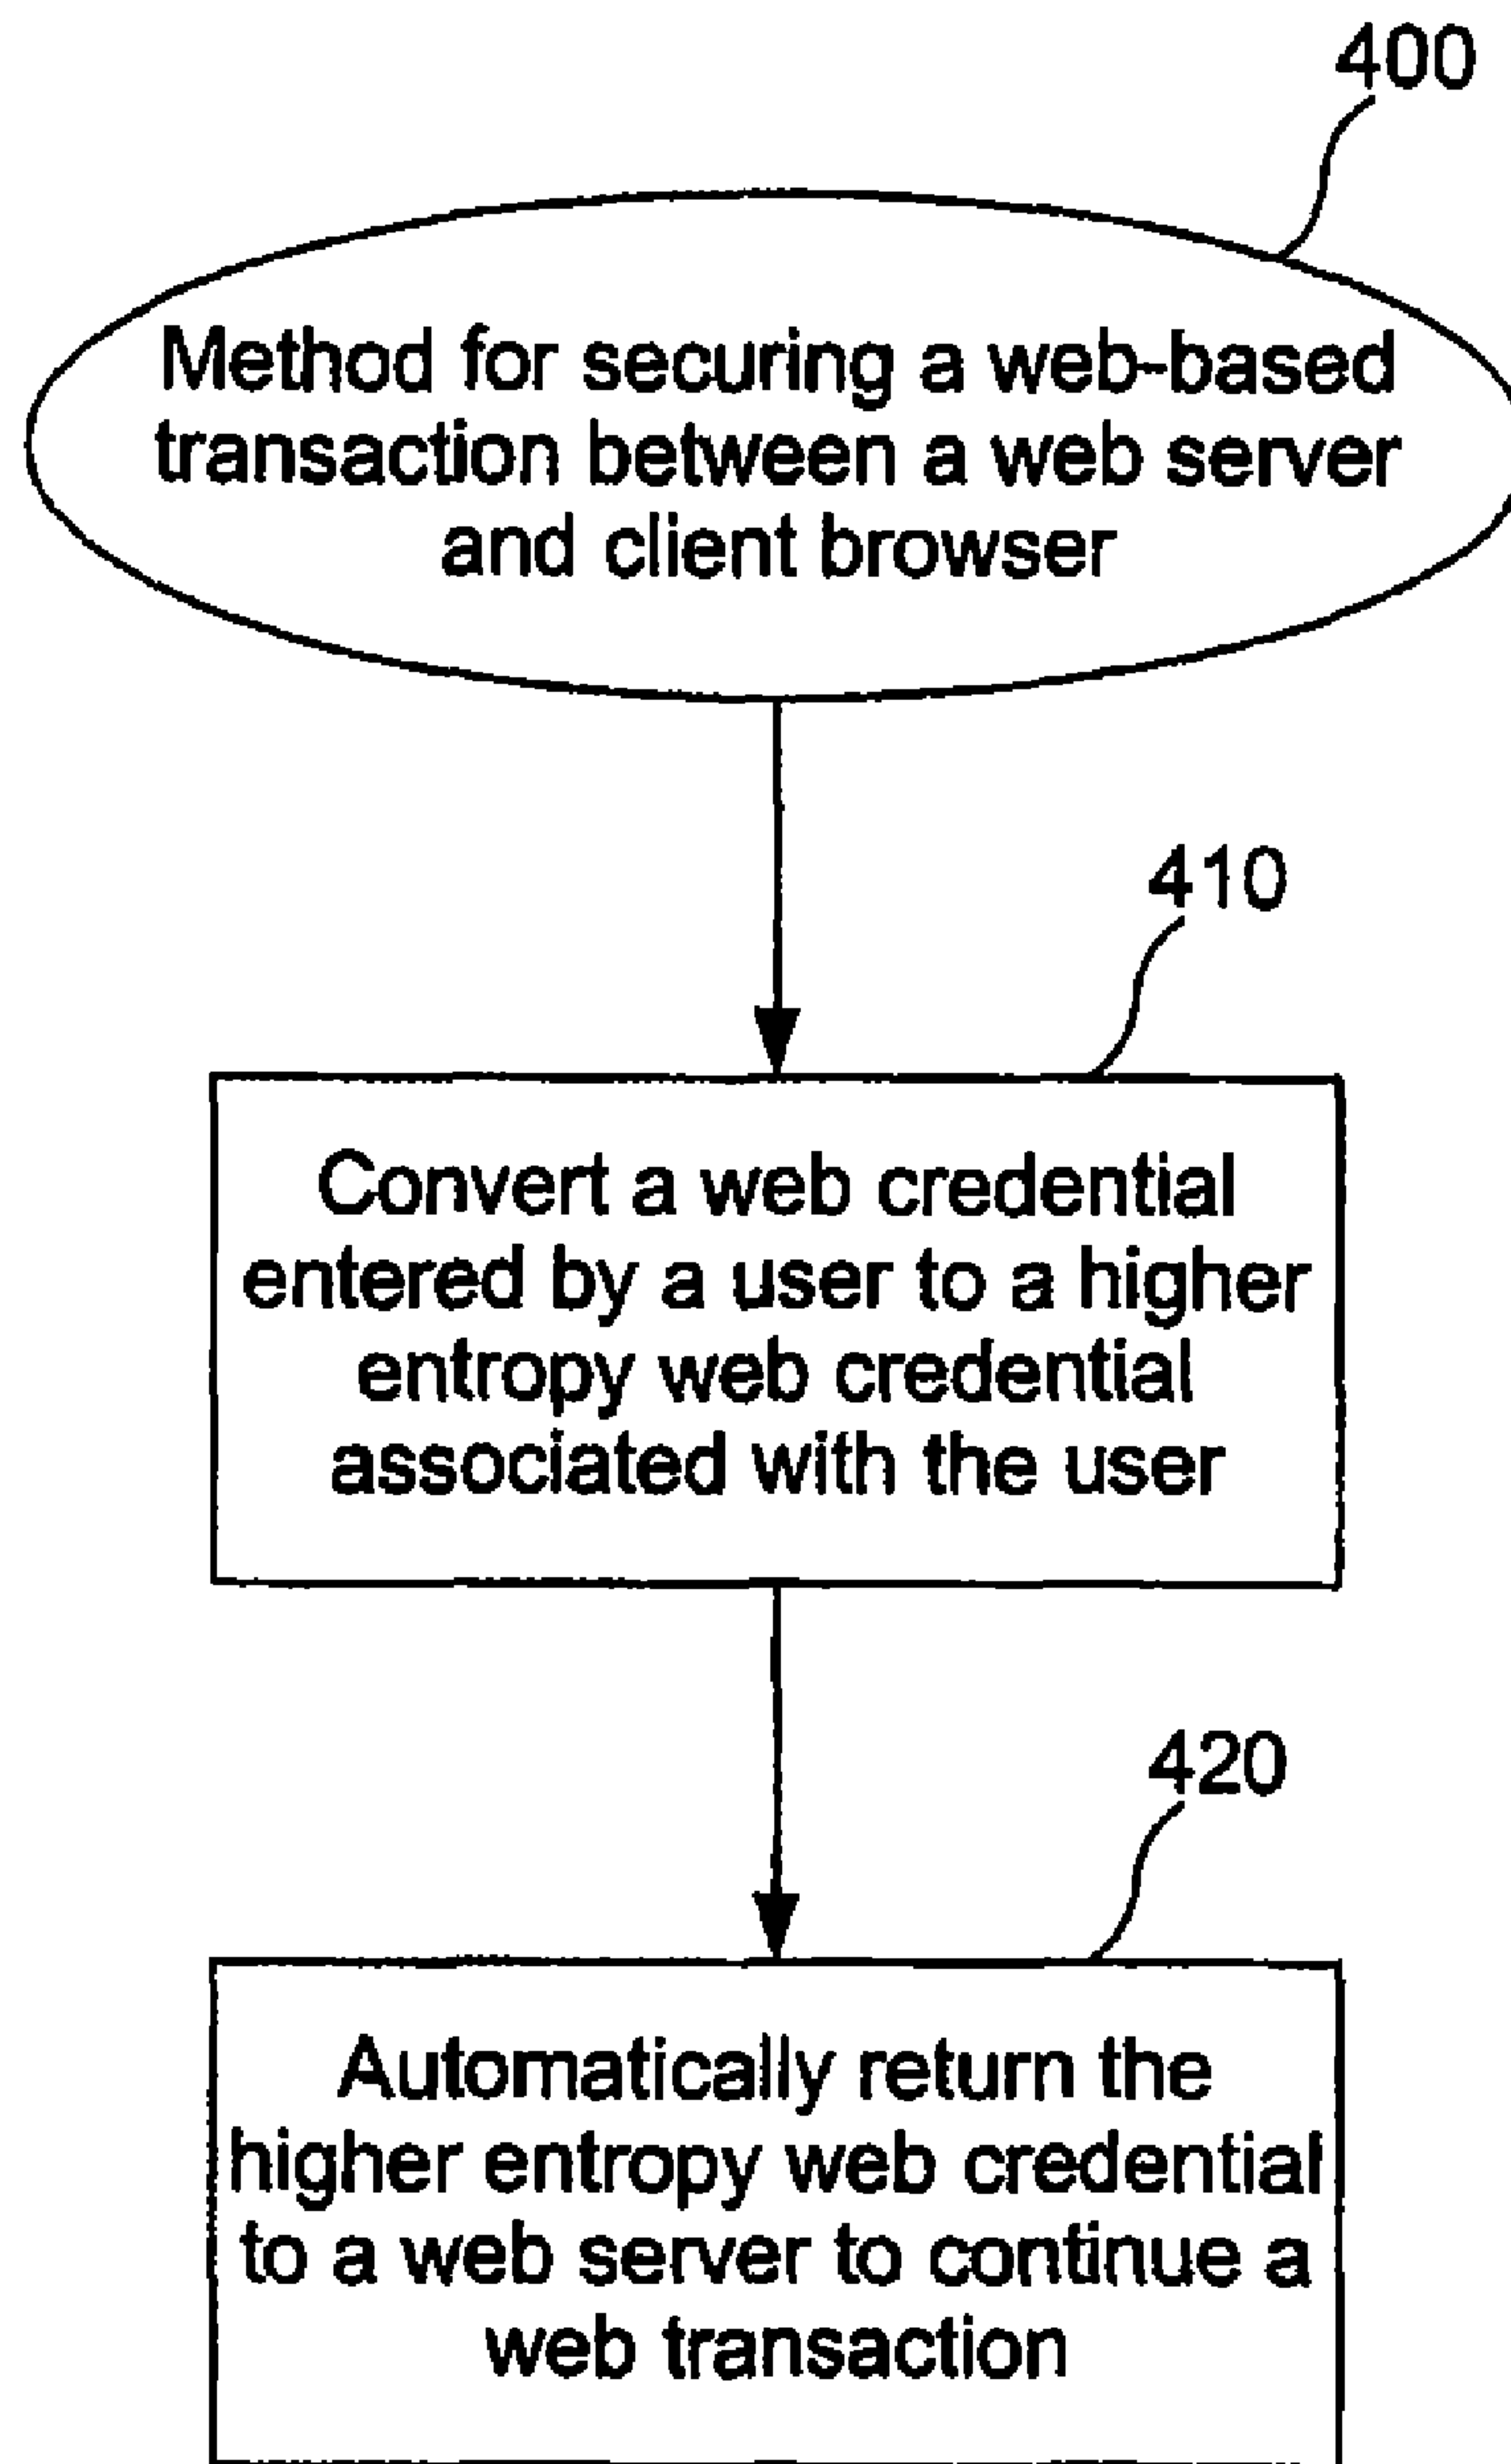 400
Method for securing a web-based
transaction between a web server
and client browser
410
Convert a web credential
entered by a user to a higher
entropy web credential
associated with the user
420
Automatically return the
higher entropy web credential
to a web server to continue a
web transaction